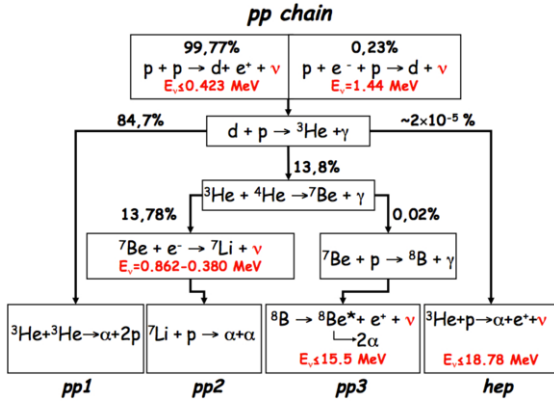 pp chain
99,77%
p + p → d+ e⁺ + ν
Eν≤0.423 MeV
0,23%
p + e⁻ + p → d + ν
Eν=1.44 MeV
84,7%
d + p → ³He +γ
~2×10⁻⁵ %
13,8%
³He + ⁴He →⁷Be + γ
13,78%
0,02%
⁷Be + e⁻ → ⁷Li + ν
Eν=0.862-0.380 MeV
⁷Be + p → ⁸B + γ
³He+³He→α+2p
⁷Li + p → α+α
⁸B → ⁸Be*+ e⁺ + ν
2α
Eν≤15.5 MeV
³He+p→α+e⁺+ν
Eν≤18.78 MeV
pp1
pp2
pp3
hep